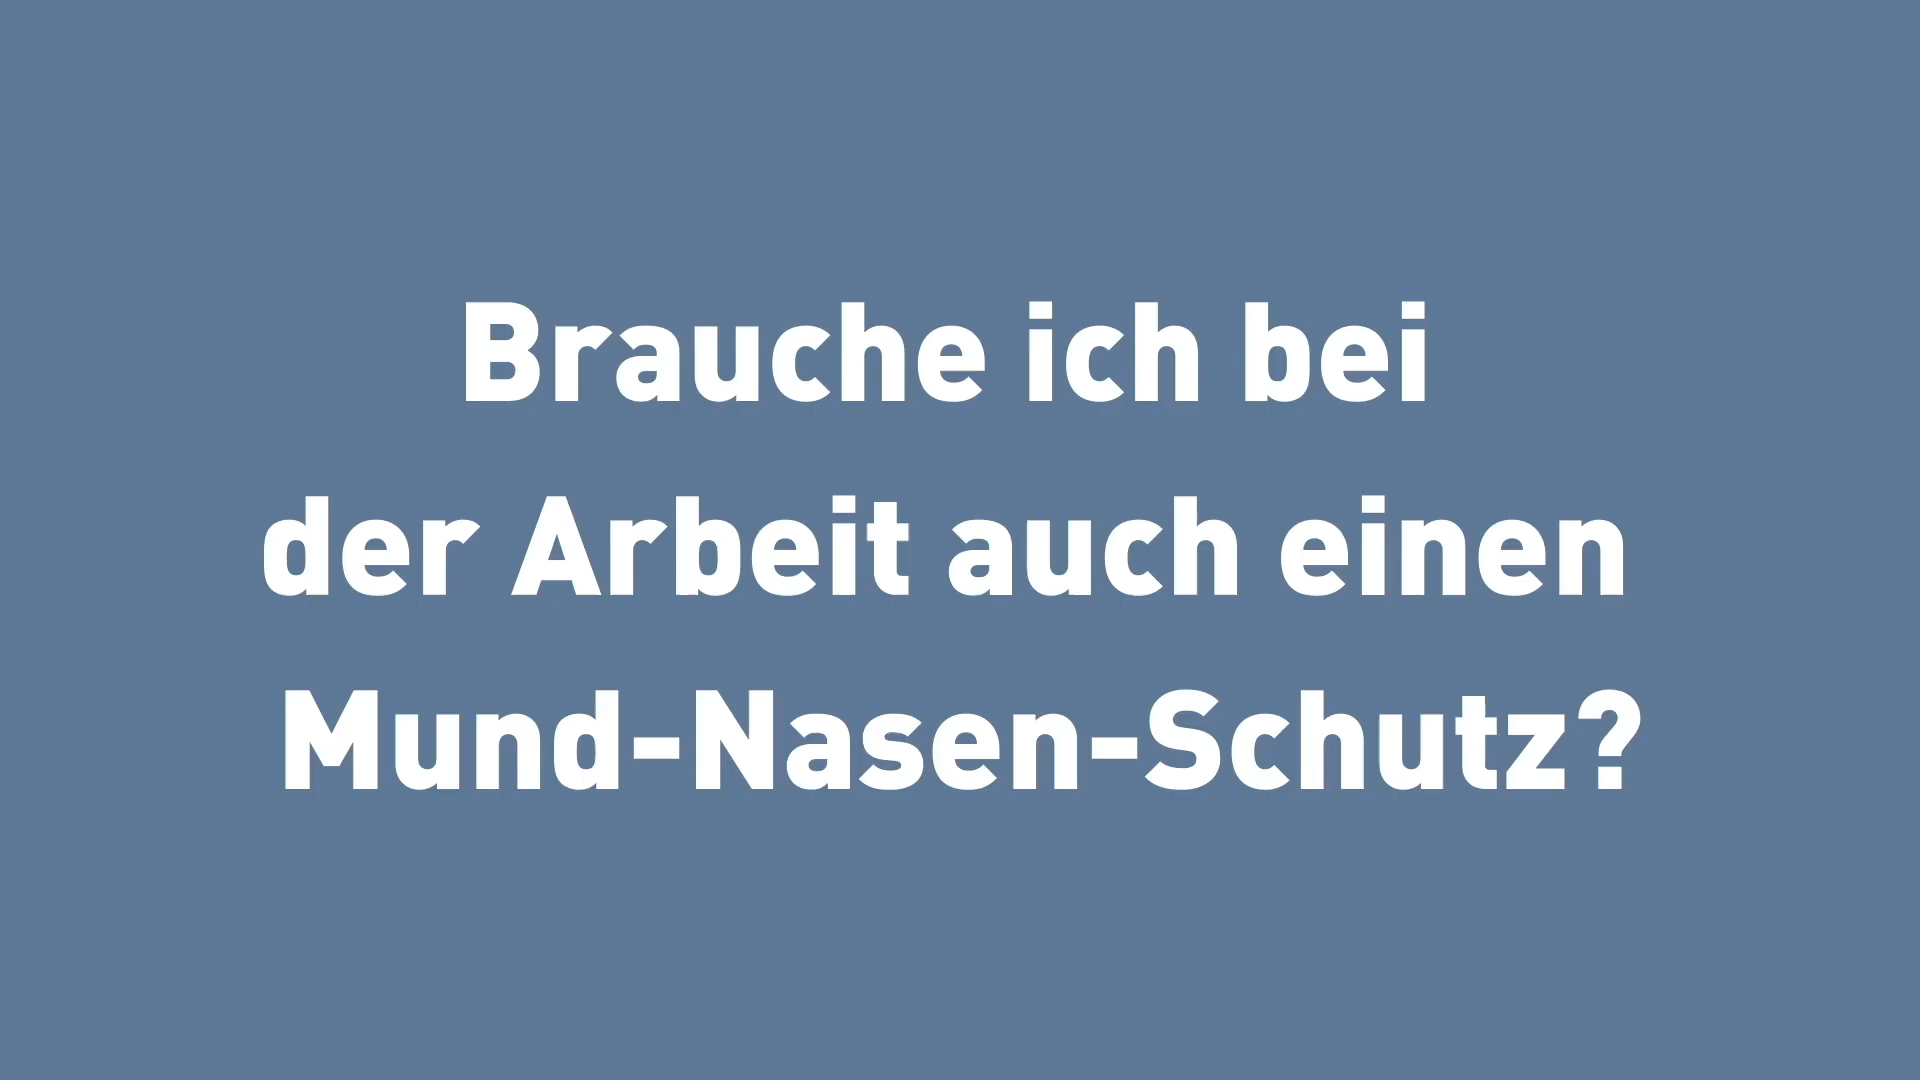 Brauche ich bei
der Arbeit auch einen
Mund-Nasen-Schutz?